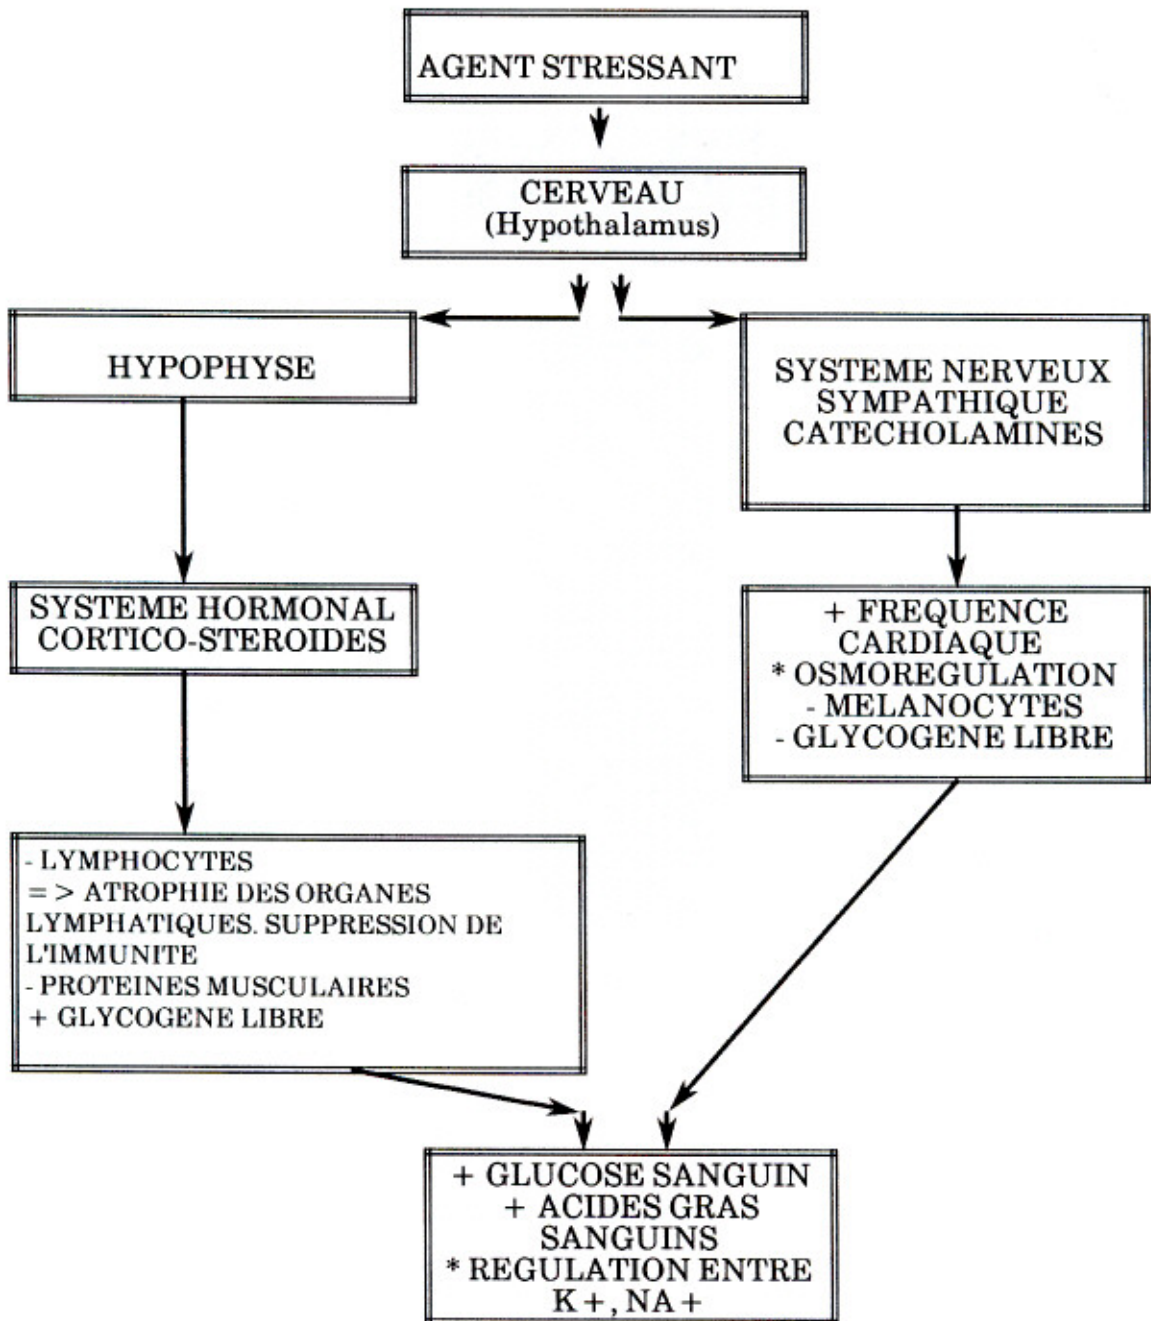 AGENT STRESSANT
CERVEAU
(Hypothalamus)
HYPOPHYSE
SYSTEME NERVEUX
SYMPATHIQUE
CATECHOLAMINES
SYSTEME HORMONAL
CORTICO-STEROIDES
+ FREQUENCE
CARDIAQUE
* OSMOREGULATION
- MELANOCYTES
- GLYCOGENE LIBRE
- LYMPHOCYTES
= > ATROPHIE DES ORGANES
LYMPHATIQUES. SUPPRESSION DE
L'IMMUNITE
- PROTEINES MUSCULAIRES
+ GLYCOGENE LIBRE
+ GLUCOSE SANGUIN
+ ACIDES GRAS
SANGUINS
* REGULATION ENTRE
K +, NA +